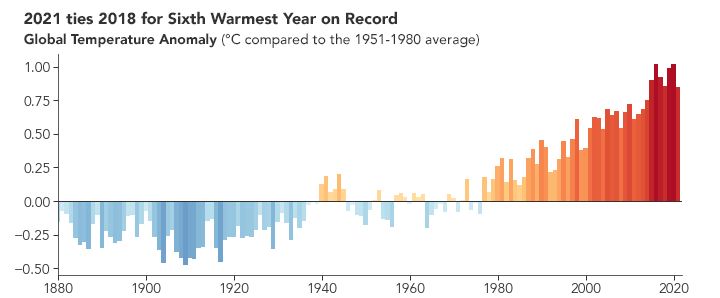 2021 ties 2018 for Sixth Warmest Year on Record
Global Temperature Anomaly (°C compared to the 1951-1980 average)
1.00
0.75
0.50
0.25
0.00
−0.25
−0.50
1880 1900 1920 1940 1960 1980 2000 2020